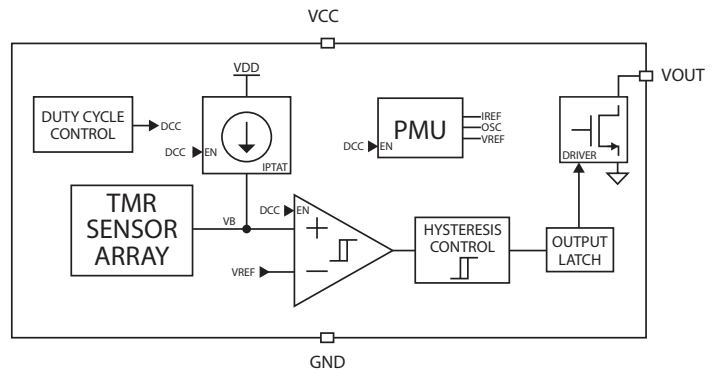 VCC
VDD
VOUT
DUTY CYCLE
CONTROL
DCC
DCC
EN
IPTAT
PMU
IREF
OSC
VREF
DCC
EN
DRIVER
TMR
SENSOR
ARRAY
VB
DCC
EN
+
−
VREF
HYSTERESIS
CONTROL
OUTPUT
LATCH
GND